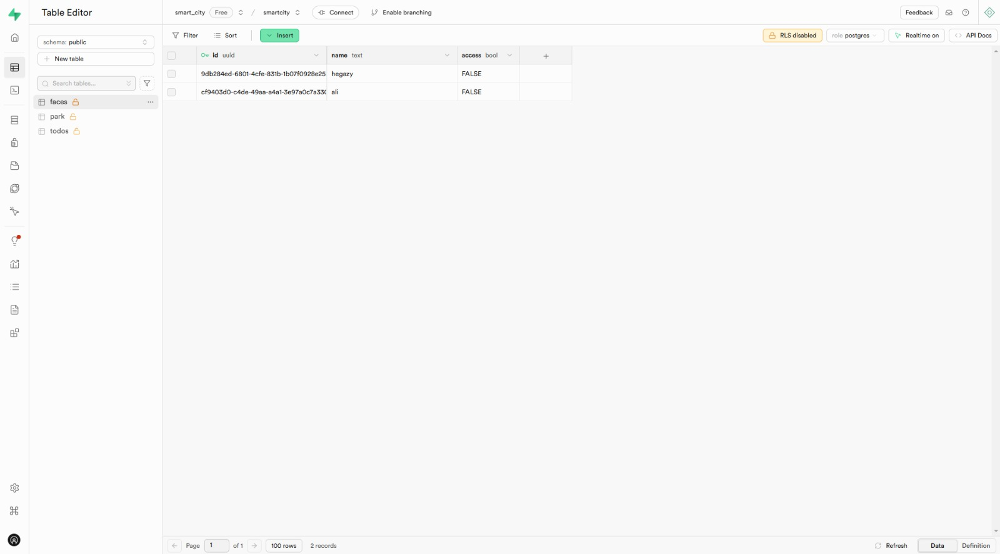 Table Editor
smart_city Free / smartcity Connect Enable branching Feedback
schema: public
New table
Search tables...
faces
park
todos
Filter Sort Insert RLS disabled role postgres Realtime on API Docs
id uuid name text access bool
9db284ed-6801-4cfe-831b-1b07f0928e25 hegazy FALSE
cf9403d0-c4de-49aa-a4a1-3e97a0c7a330 ali FALSE
Page 1 of 1 100 rows 2 records Refresh Data Definition